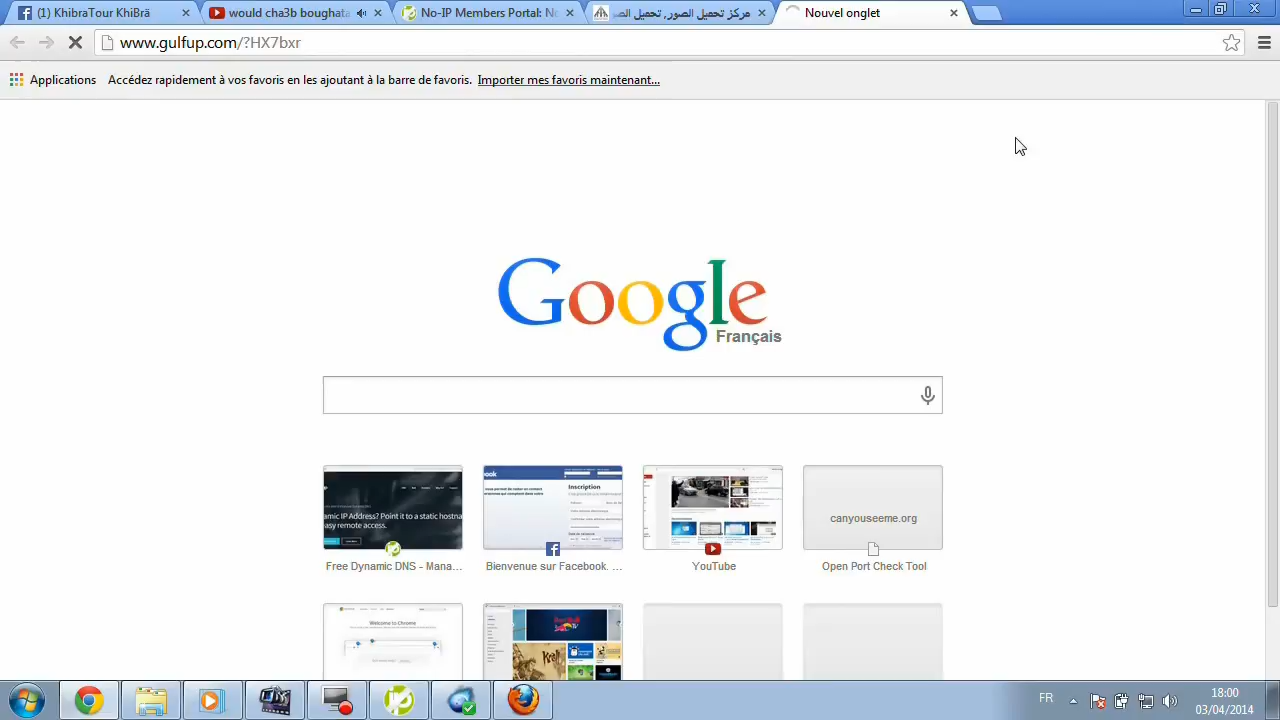 (1) KhibraTour KhiBrä
would cha3b boughata
No-IP Members Portal: No
مركز تحميل الصور, تحميل الص
Nouvel onglet
www.gulfup.com/?HX7bxr
Applications Accédez rapidement à vos favoris en les ajoutant à la barre de favoris. Importer mes favoris maintenant...
Google
Français
amic IP Address? Point it to a static hostna
easy remote access.
ook
Inscription
canyouseeme.org
Free Dynamic DNS - Mana...
Bienvenue sur Facebook. ...
YouTube
Open Port Check Tool
Welcome to Chrome
FR
18:00
03/04/2014